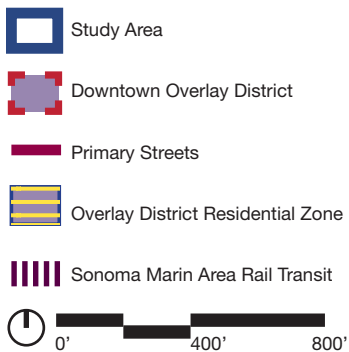 Study Area
Downtown Overlay District
Primary Streets
Overlay District Residential Zone
Sonoma Marin Area Rail Transit
0’ 400’ 800’